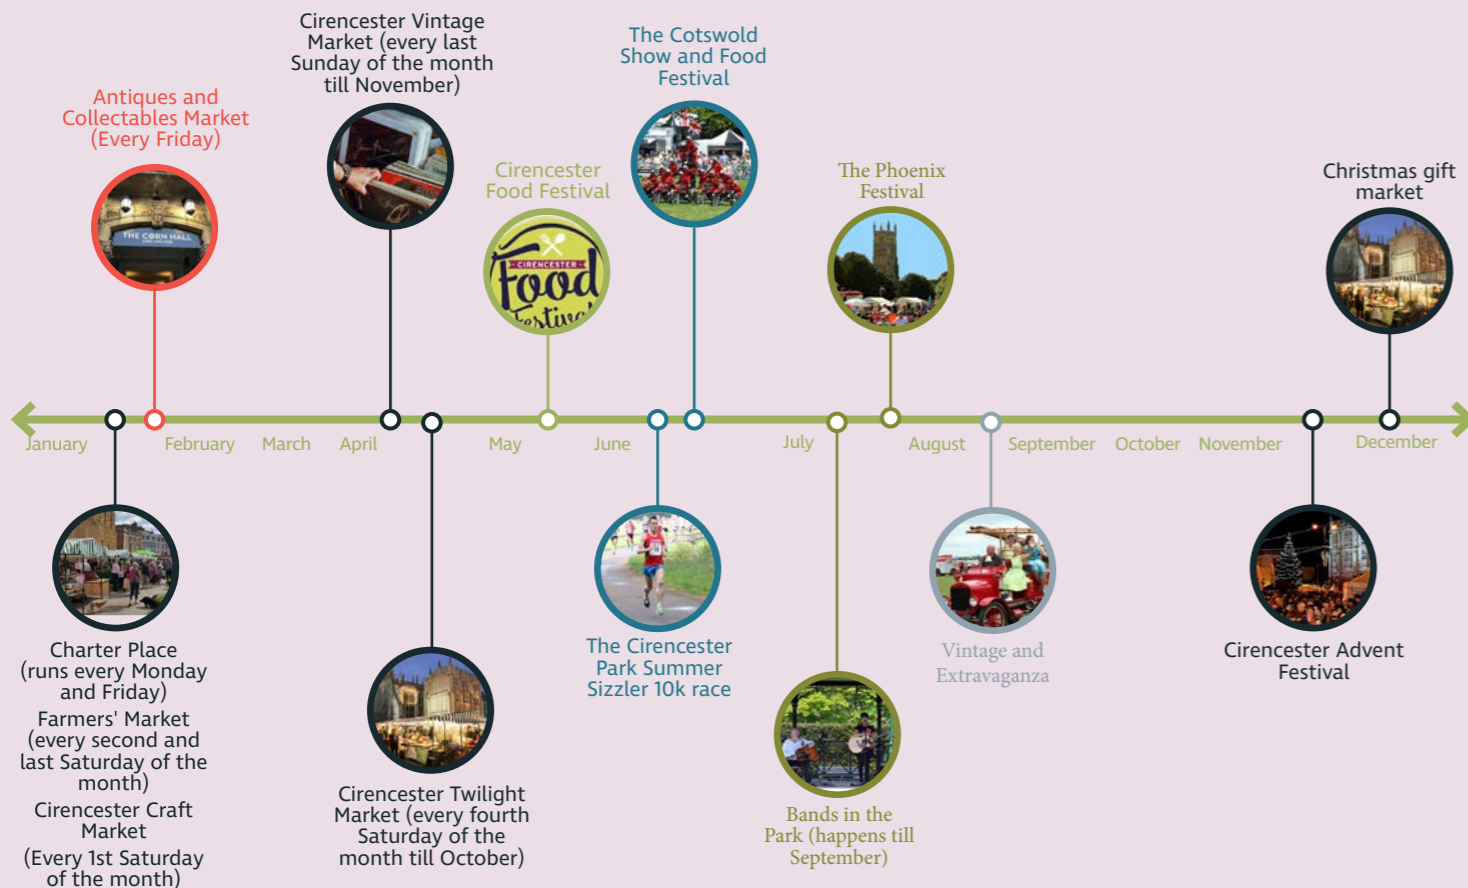 Cirencester Vintage
Market (every last
Sunday of the month
till November)
The Cotswold
Show and Food
Festival
Antiques and
Collectables Market
(Every Friday)
Cirencester
Food Festival
The Phoenix
Festival
Christmas gift
market
THE CORN HALL
CIRENCESTER
Food
Festival
January
February
March
April
May
June
July
August
September
October
November
December
Charter Place
(runs every Monday
and Friday)
Farmers' Market
(every second and
last Saturday of the
month)
Cirencester Craft
Market
(Every 1st Saturday
of the month)
Cirencester Twilight
Market (every fourth
Saturday of the
month till October)
The Cirencester
Park Summer
Sizzler 10k race
Bands in the
Park (happens till
September)
Vintage and
Extravaganza
Cirencester Advent
Festival